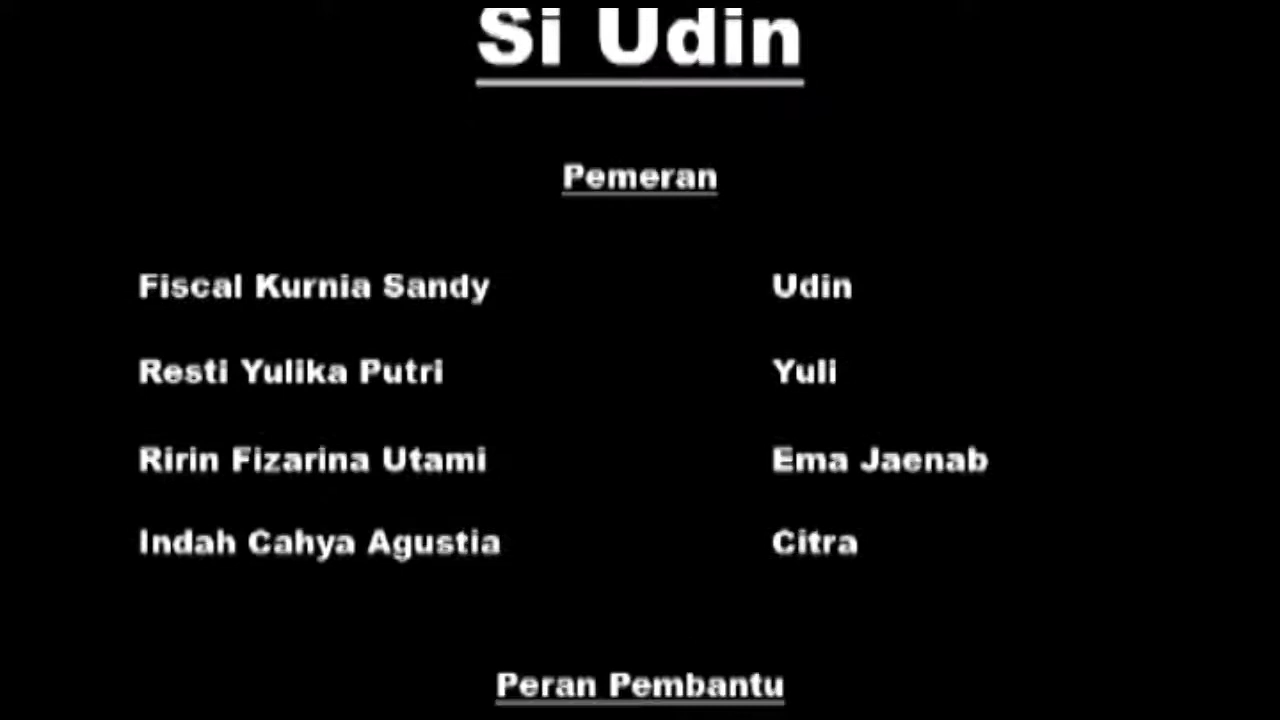 Si Udin
Pemeran
Fiscal Kurnia Sandy Udin
Resti Yulika Putri Yuli
Ririn Fizarina Utami Ema Jaenab
Indah Cahya Agustia Citra
Peran Pembantu